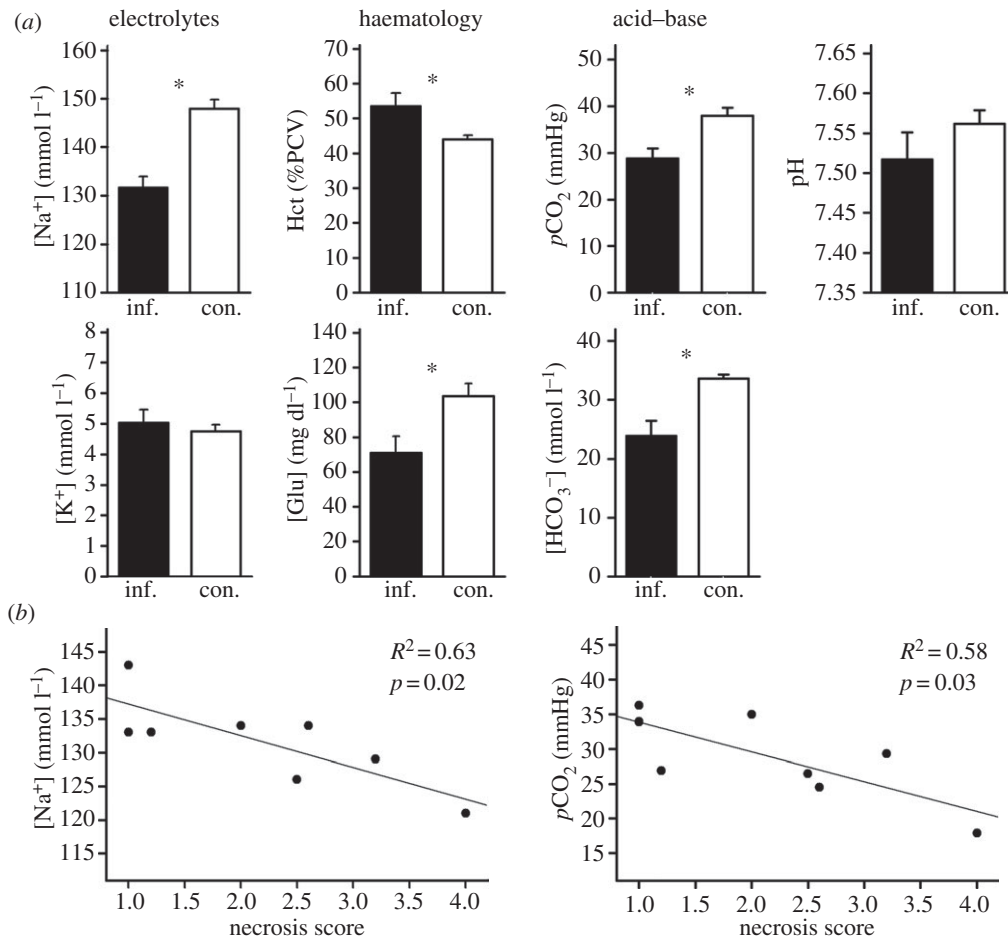 (a)
electrolytes
haematology
acid–base
160
150
140
130
120
110
[Na⁺] (mmol l⁻¹)
inf. con.
70
60
50
40
30
20
10
0
Hct (%PCV)
inf. con.
50
40
30
20
10
0
pCO₂ (mmHg)
inf. con.
7.65
7.60
7.55
7.50
7.45
7.40
7.35
pH
inf. con.
*
*
*
8
7
6
5
4
3
2
1
0
[K⁺] (mmol l⁻¹)
inf. con.
140
120
100
80
60
40
20
0
[Glu] (mg dl⁻¹)
*
inf. con.
40
30
20
10
0
[HCO₃⁻] (mmol l⁻¹)
*
inf. con.
(b)
145
140
135
130
125
120
115
[Na⁺] (mmol l⁻¹)
R² = 0.63
p = 0.02
1.0 1.5 2.0 2.5 3.0 3.5 4.0
necrosis score
45
40
35
30
25
20
15
pCO₂ (mmHg)
R² = 0.58
p = 0.03
1.0 1.5 2.0 2.5 3.0 3.5 4.0
necrosis score